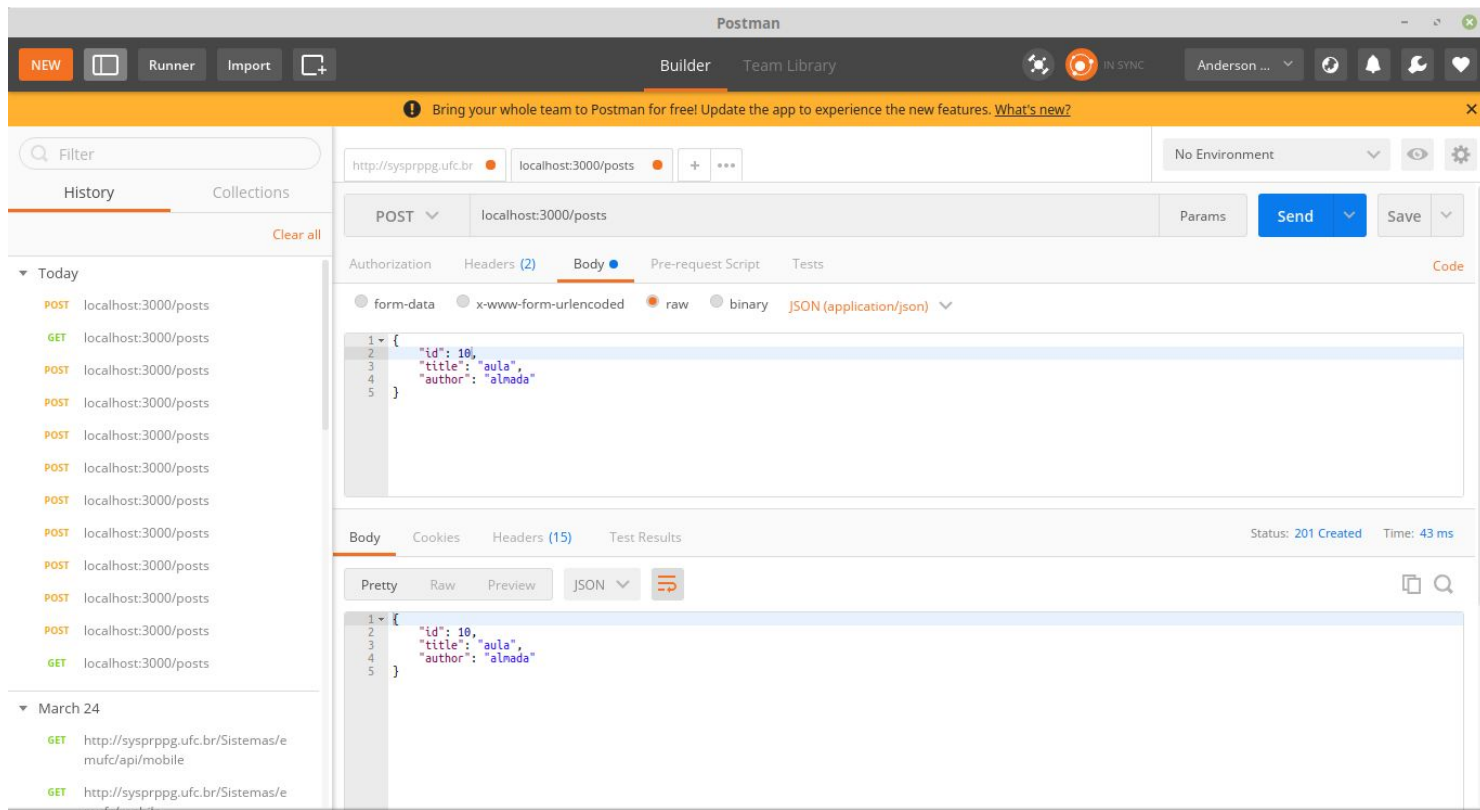 Postman
NEW Runner Import Builder Team Library IN SYNC Anderson ...
Bring your whole team to Postman for free! Update the app to experience the new features. What's new?
Filter
History Collections
Clear all
Today
POST localhost:3000/posts
GET localhost:3000/posts
POST localhost:3000/posts
POST localhost:3000/posts
POST localhost:3000/posts
POST localhost:3000/posts
POST localhost:3000/posts
POST localhost:3000/posts
POST localhost:3000/posts
POST localhost:3000/posts
POST localhost:3000/posts
GET localhost:3000/posts
March 24
GET http://sysprppg.ufc.br/Sistemas/e
mufc/api/mobile
GET http://sysprppg.ufc.br/Sistemas/e
http://sysprppg.ufc.br localhost:3000/posts + •••
No Environment
POST localhost:3000/posts Params Send Save
Authorization Headers (2) Body Pre-request Script Tests Code
form-data x-www-form-urlencoded raw binary JSON (application/json)
1 {
2 "id": 10,
3 "title": "aula",
4 "author": "almada"
5 }
Body Cookies Headers (15) Test Results Status: 201 Created Time: 43 ms
Pretty Raw Preview JSON
1 {
2 "id": 10,
3 "title": "aula",
4 "author": "almada"
5 }